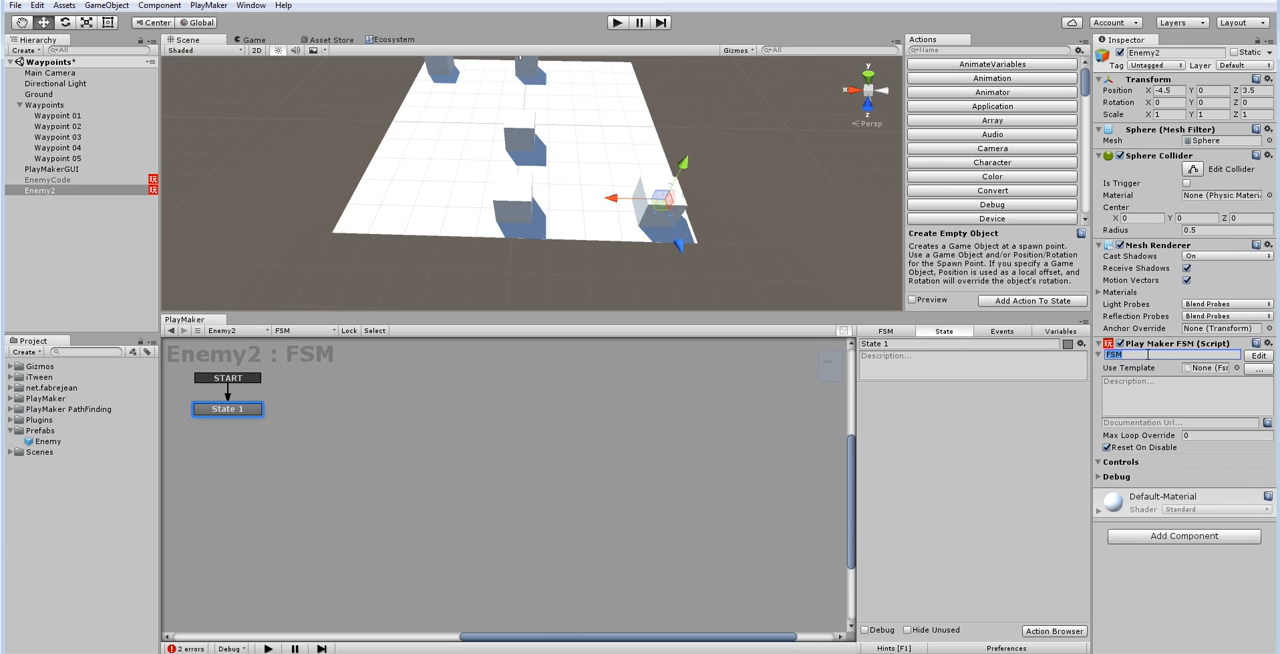 File Edit Assets GameObject Component PlayMaker Window Help
Center Global Account Layers Layout
Hierarchy
Create All
Waypoints*
Main Camera
Directional Light
Ground
Waypoints
Waypoint 01
Waypoint 02
Waypoint 03
Waypoint 04
Waypoint 05
PlayMakerGUI
EnemyCode
Enemy2
Project
Create
Gizmos
iTween
net.fabrejean
PlayMaker
PlayMaker PathFinding
Plugins
Prefabs
Enemy
Scenes
Scene Game Asset Store Ecosystem
Shaded 2D Gizmos All
y
x
z
Persp
PlayMaker
Enemy2 FSM Lock Select
Enemy2 : FSM
START
State 1
2 errors Debug
Actions
Name
AnimateVariables
Animation
Animator
Application
Array
Audio
Camera
Character
Color
Convert
Debug
Device
Create Empty Object
Creates a Game Object at a spawn point.
Use a Game Object and/or Position/Rotation
for the Spawn Point. If you specify a Game
Object, Position is used as a local offset, and
Rotation will override the object's rotation.
Preview Add Action To State
FSM State Events Variables
State 1
Description...
Debug Hide Unused Action Browser
Hints [F1] Preferences
Inspector
Enemy2 Static
Tag Untagged Layer Default
Transform
Position X -4.5 Y 0 Z 3.5
Rotation X 0 Y 0 Z 0
Scale X 1 Y 1 Z 1
Sphere (Mesh Filter)
Mesh Sphere
Sphere Collider
Edit Collider
Is Trigger
Material None (Physic Materi
Center
X 0 Y 0 Z 0
Radius 0.5
Mesh Renderer
Cast Shadows On
Receive Shadows
Motion Vectors
Materials
Light Probes Blend Probes
Reflection Probes Blend Probes
Anchor Override None (Transform)
Play Maker FSM (Script)
FSM Edit
Use Template None (Fsr ...
Description...
Documentation Url...
Max Loop Override 0
Reset On Disable
Controls
Debug
Default-Material
Shader Standard
Add Component